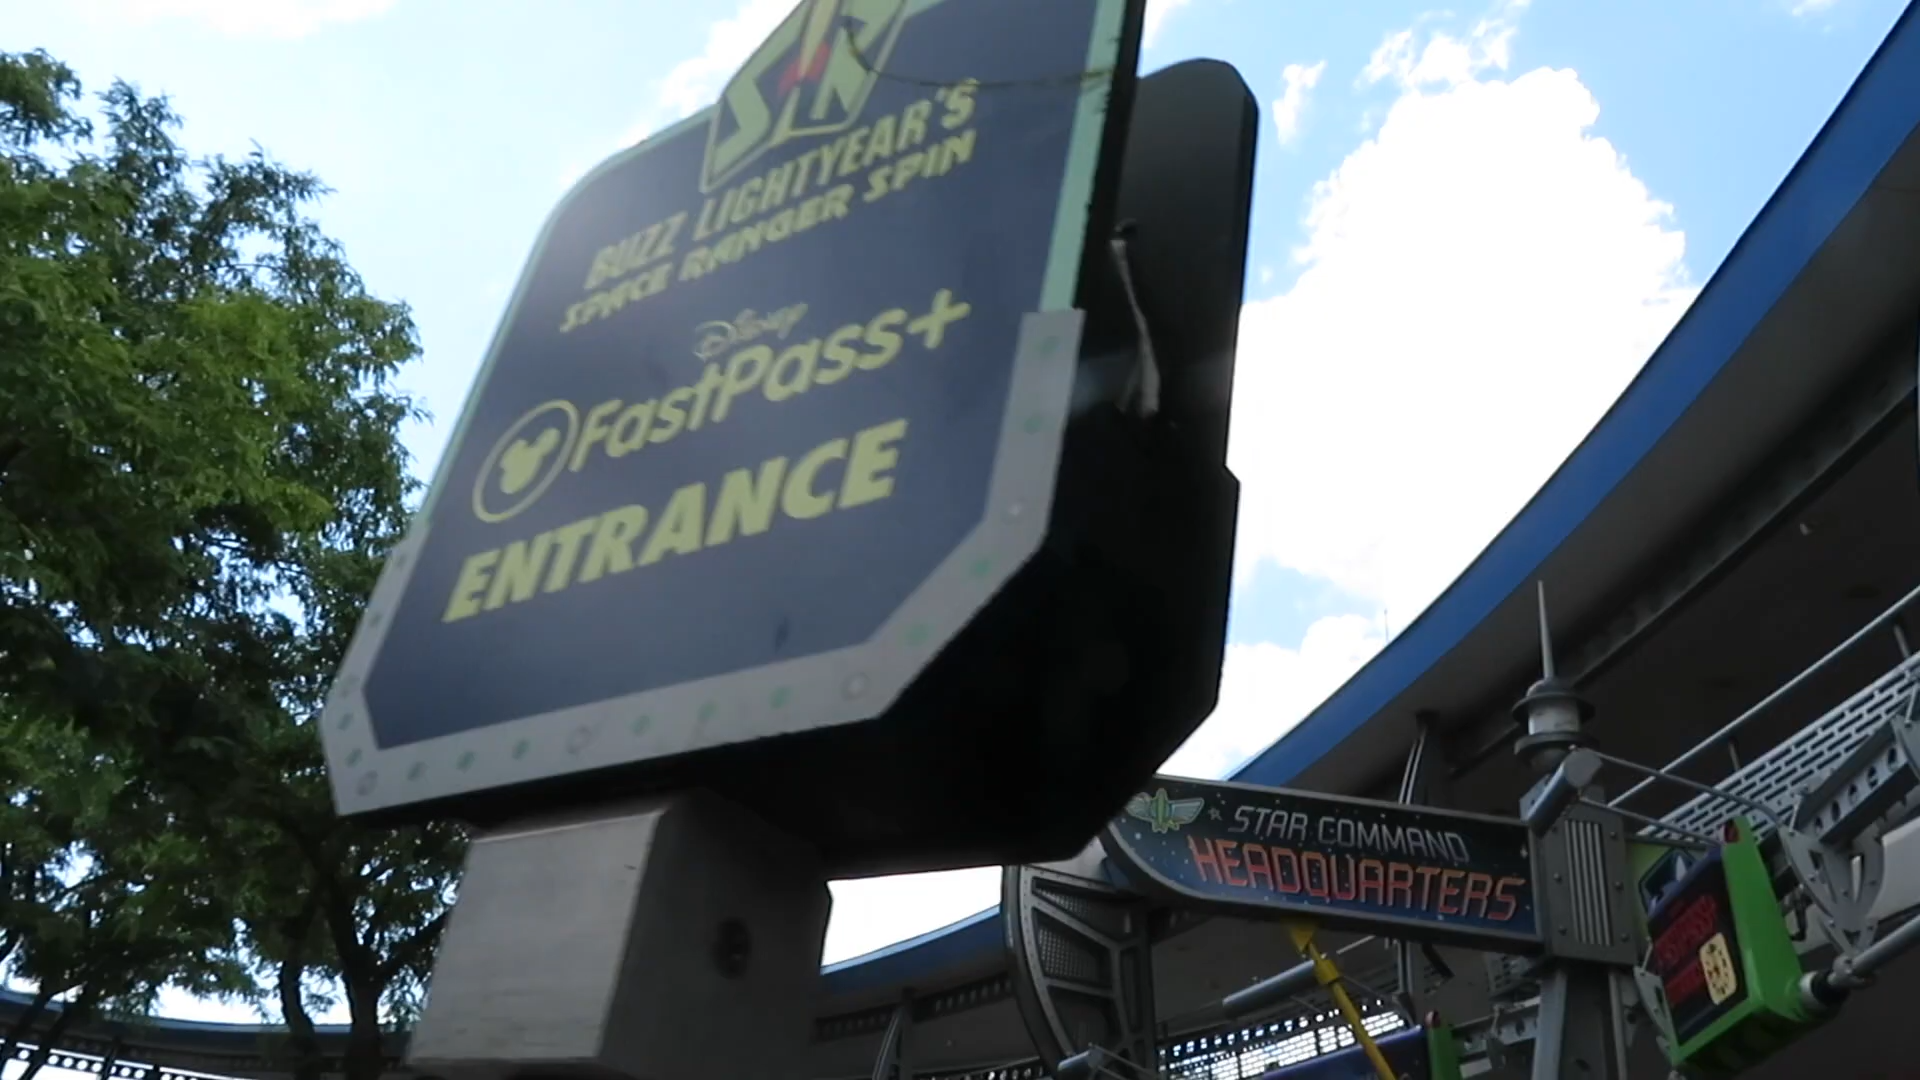 BUZZ LIGHTYEAR'S
SPACE RANGER SPIN
Disney
FastPass+
ENTRANCE
STAR COMMAND
HEADQUARTERS